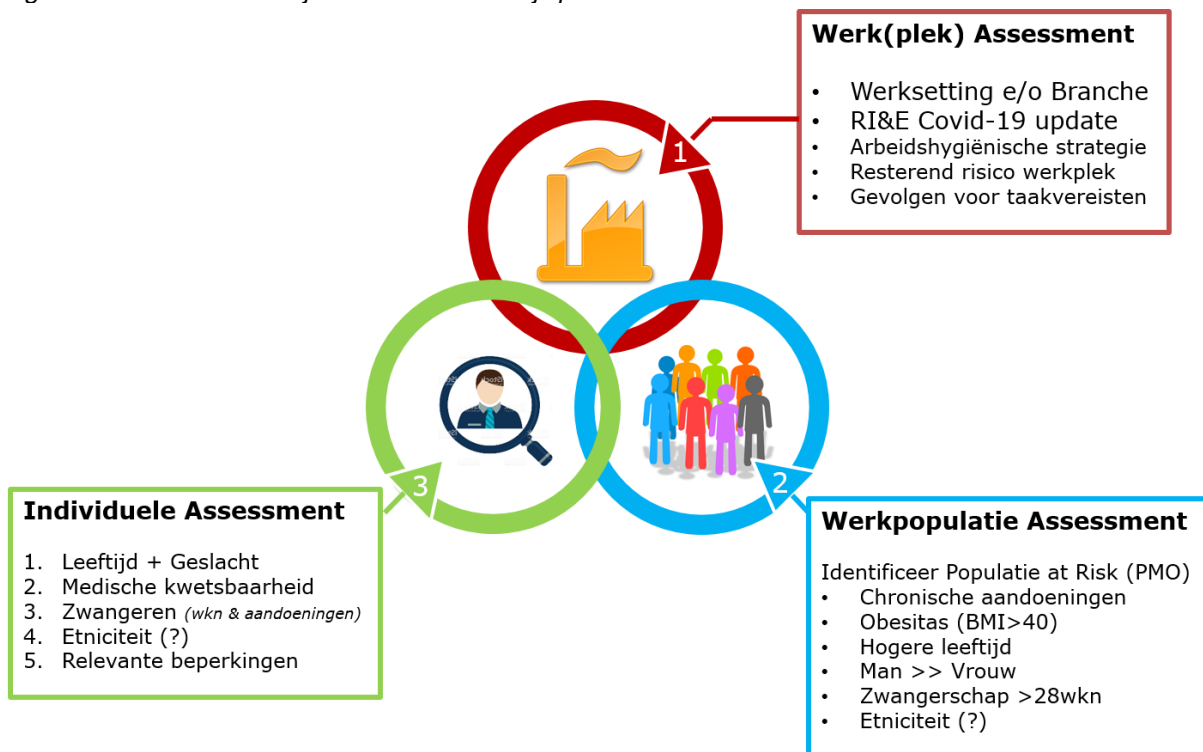 Werk(plek) Assessment
• Werksetting e/o Branche
• RI&E Covid-19 update
• Arbeidshygiënische strategie
• Resterend risico werkplek
• Gevolgen voor taakvereisten
1
3
2
Individuele Assessment
1. Leeftijd + Geslacht
2. Medische kwetsbaarheid
3. Zwangeren (wkn & aandoeningen)
4. Etniciteit (?)
5. Relevante beperkingen
Werkpopulatie Assessment
Identificeer Populatie at Risk (PMO)
• Chronische aandoeningen
• Obesitas (BMI>40)
• Hogere leeftijd
• Man >> Vrouw
• Zwangerschap >28wkn
• Etniciteit (?)